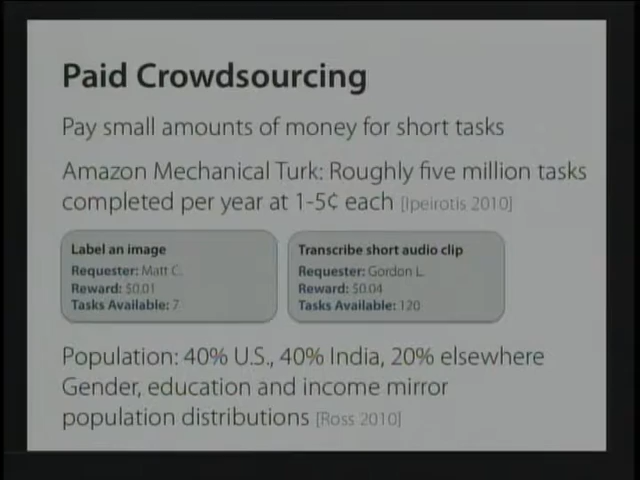 Paid Crowdsourcing
Pay small amounts of money for short tasks
Amazon Mechanical Turk: Roughly five million tasks
completed per year at 1-5¢ each [Ipeirotis 2010]
Label an image
Requester: Matt C.
Reward: $0.01
Tasks Available: 7
Transcribe short audio clip
Requester: Gordon L.
Reward: $0.04
Tasks Available: 120
Population: 40% U.S., 40% India, 20% elsewhere
Gender, education and income mirror
population distributions [Ross 2010]